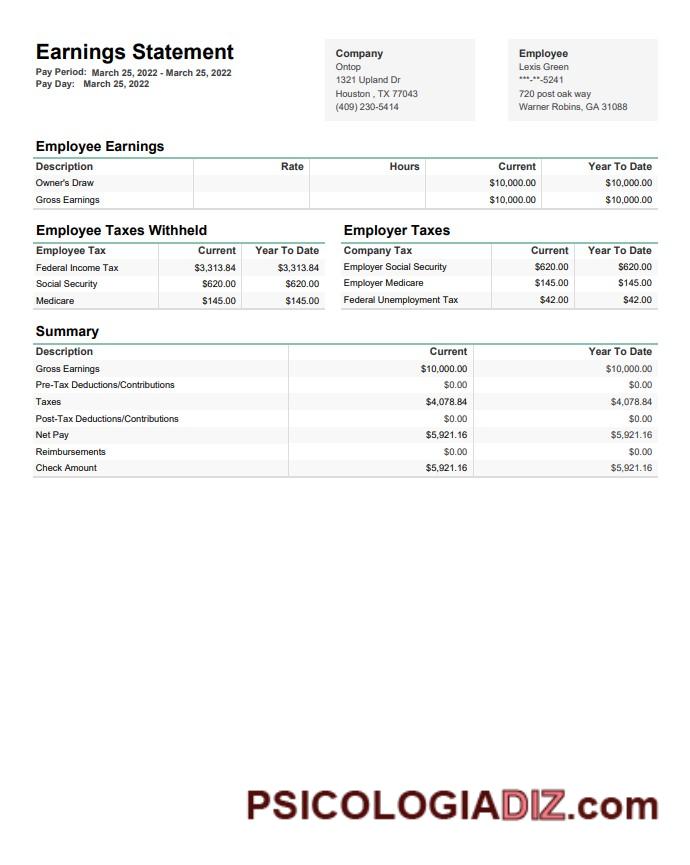 Earnings Statement
Pay Period: March 25, 2022 - March 25, 2022
Pay Day: March 25, 2022
Company
Ontop
1321 Upland Dr
Houston , TX 77043
(409) 230-5414
Employee
Lexis Green
***-**-5241
720 post oak way
Warner Robins, GA 31088
Employee Earnings
Description Rate Hours Current Year To Date
Owner's Draw $10,000.00 $10,000.00
Gross Earnings $10,000.00 $10,000.00
Employee Taxes Withheld
Employee Tax Current Year To Date
Federal Income Tax $3,313.84 $3,313.84
Social Security $620.00 $620.00
Medicare $145.00 $145.00
Employer Taxes
Company Tax Current Year To Date
Employer Social Security $620.00 $620.00
Employer Medicare $145.00 $145.00
Federal Unemployment Tax $42.00 $42.00
Summary
Description Current Year To Date
Gross Earnings $10,000.00 $10,000.00
Pre-Tax Deductions/Contributions $0.00 $0.00
Taxes $4,078.84 $4,078.84
Post-Tax Deductions/Contributions $0.00 $0.00
Net Pay $5,921.16 $5,921.16
Reimbursements $0.00 $0.00
Check Amount $5,921.16 $5,921.16
PSICOLOGIADIZ.com